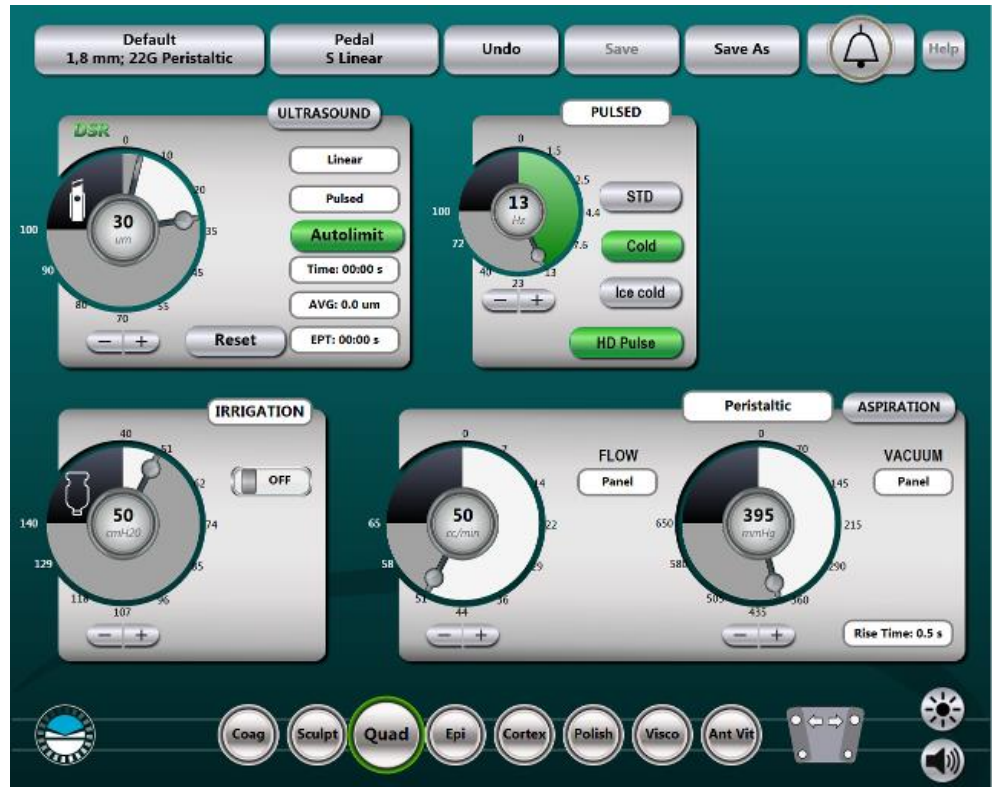 Default
1,8 mm; 22G Peristaltic
Pedal
S Linear
Undo
Save
Save As
Help
ULTRASOUND
DSR
0
10
20
35
45
55
70
80
90
100
30
um
Linear
Pulsed
Autolimit
Time: 00:00 s
AVG: 0.0 um
EPT: 00:00 s
− +
Reset
PULSED
0
1.5
2.5
4.4
7.6
13
23
40
72
100
13
Hz
STD
Cold
Ice cold
HD Pulse
− +
IRRIGATION
40
51
62
74
85
96
107
118
129
140
50
cmH20
OFF
− +
Peristaltic
ASPIRATION
0
7
14
22
29
36
44
51
58
65
50
cc/min
FLOW
Panel
− +
0
70
145
215
290
360
435
505
580
650
395
mmHg
VACUUM
Panel
− +
Rise Time: 0.5 s
Coag
Sculpt
Quad
Epi
Cortex
Polish
Visco
Ant Vit